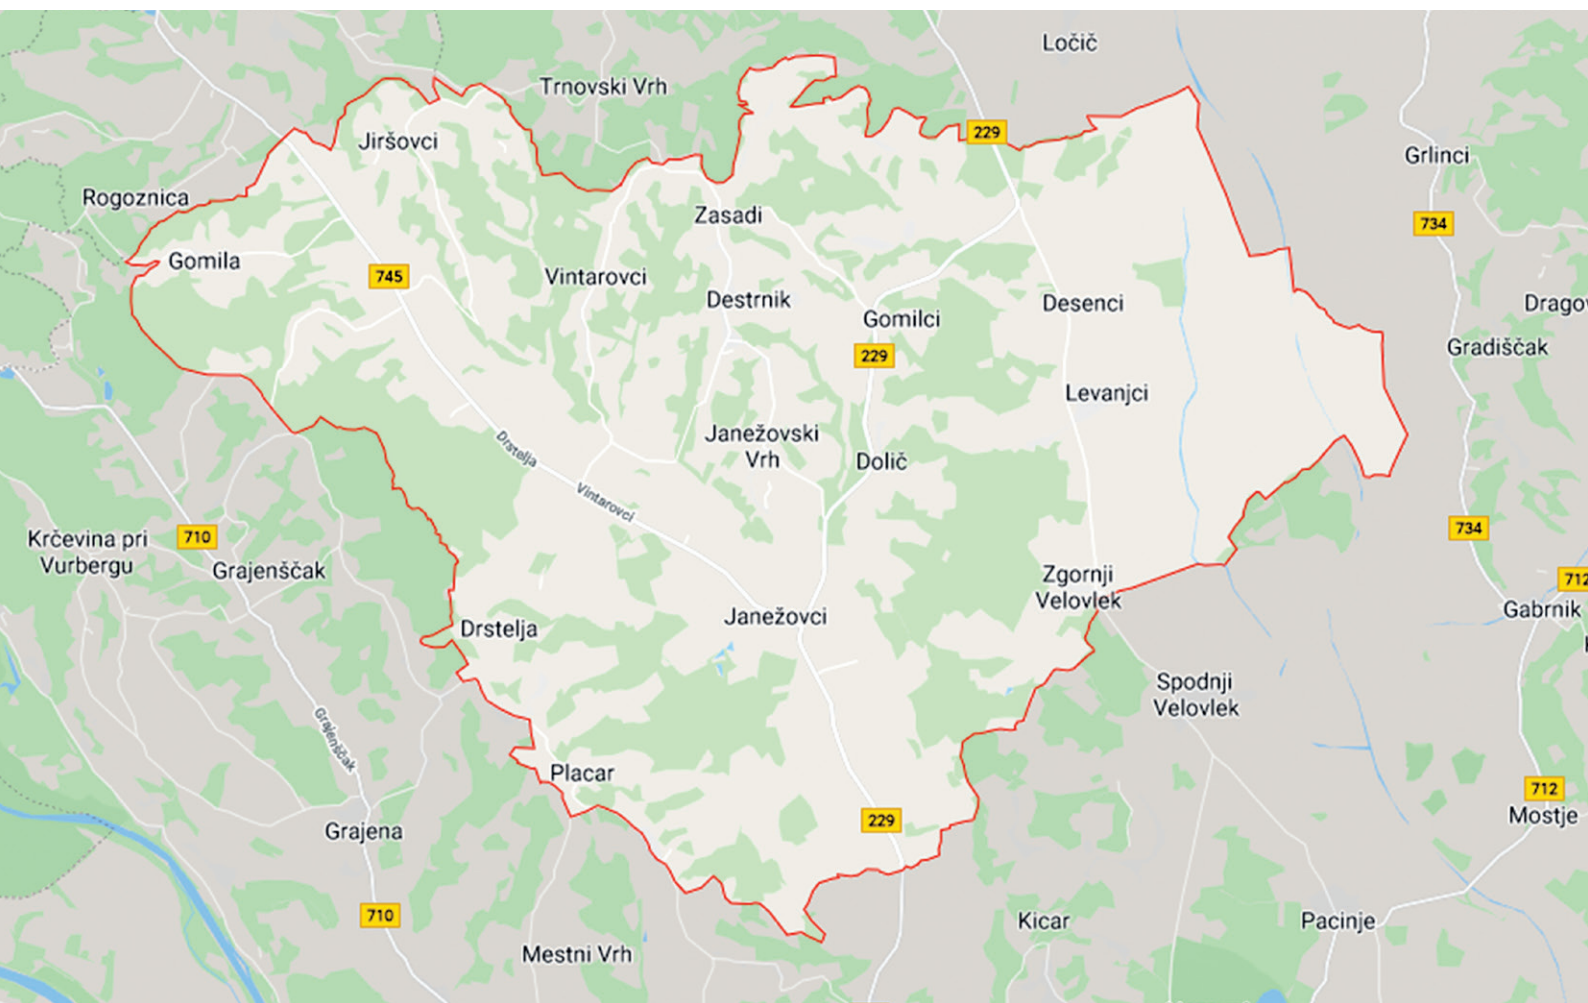 Ločič
Trnovski Vrh
229
Jiršovci
Grlinci
Rogoznica
Zasadi
734
Gomila
745
Vintarovci
Destrnik
Desenci
Dragov
Gomilci
Gradiščak
229
Levanjci
Janežovski
Vrh
Drstelja
Dolič
Vintarovci
734
Krčevina pri
Vurbergu
710
Grajenščak
Zgornji
Velovlek
712
Gabrnik
Janežovci
Drstelja
Spodnji
Velovlek
Grajenščak
Placar
712
Mostje
229
Grajena
710
Kicar
Pacinje
Mestni Vrh